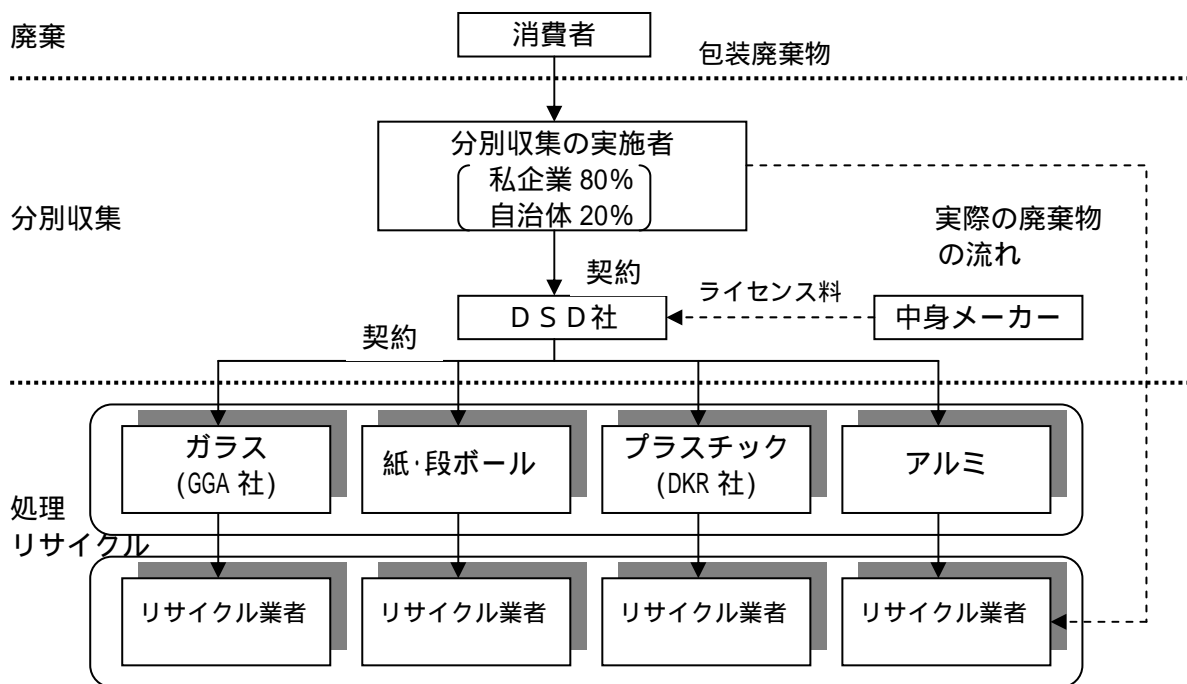 廃棄
消費者
包装廃棄物
分別収集の実施者
私企業 80%
自治体 20%
分別収集
実際の廃棄物
の流れ
契約
ライセンス料
DSD社
中身メーカー
契約
ガラス
(GGA 社)
紙・段ボール
プラスチック
(DKR 社)
アルミ
処理
リサイクル
リサイクル業者
リサイクル業者
リサイクル業者
リサイクル業者